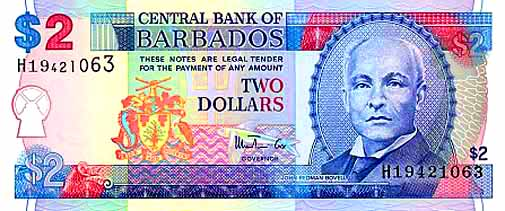 $2 CENTRAL BANK OF $2
BARBADOS
H19421063
THESE NOTES ARE LEGAL TENDER
FOR THE PAYMENT OF ANY AMOUNT
TWO
DOLLARS
GOVERNOR
$2
$2
H19421063
JOHN REDMAN BOVELL